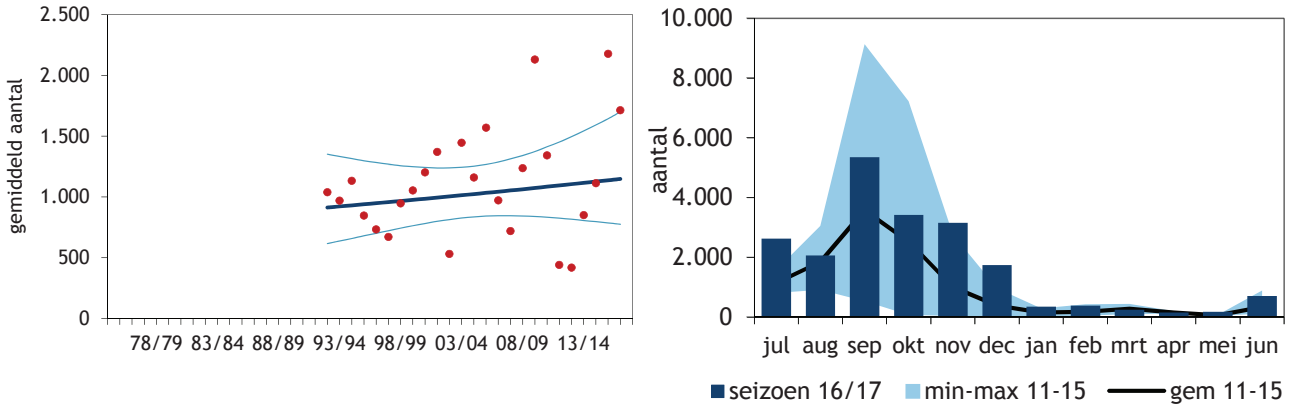 gemiddeld aantal
2.500
2.000
1.500
1.000
500
0
78/79 83/84 88/89 93/94 98/99 03/04 08/09 13/14
aantal
10.000
8.000
6.000
4.000
2.000
0
jul aug sep okt nov dec jan feb mrt apr mei jun
seizoen 16/17 min-max 11-15 gem 11-15